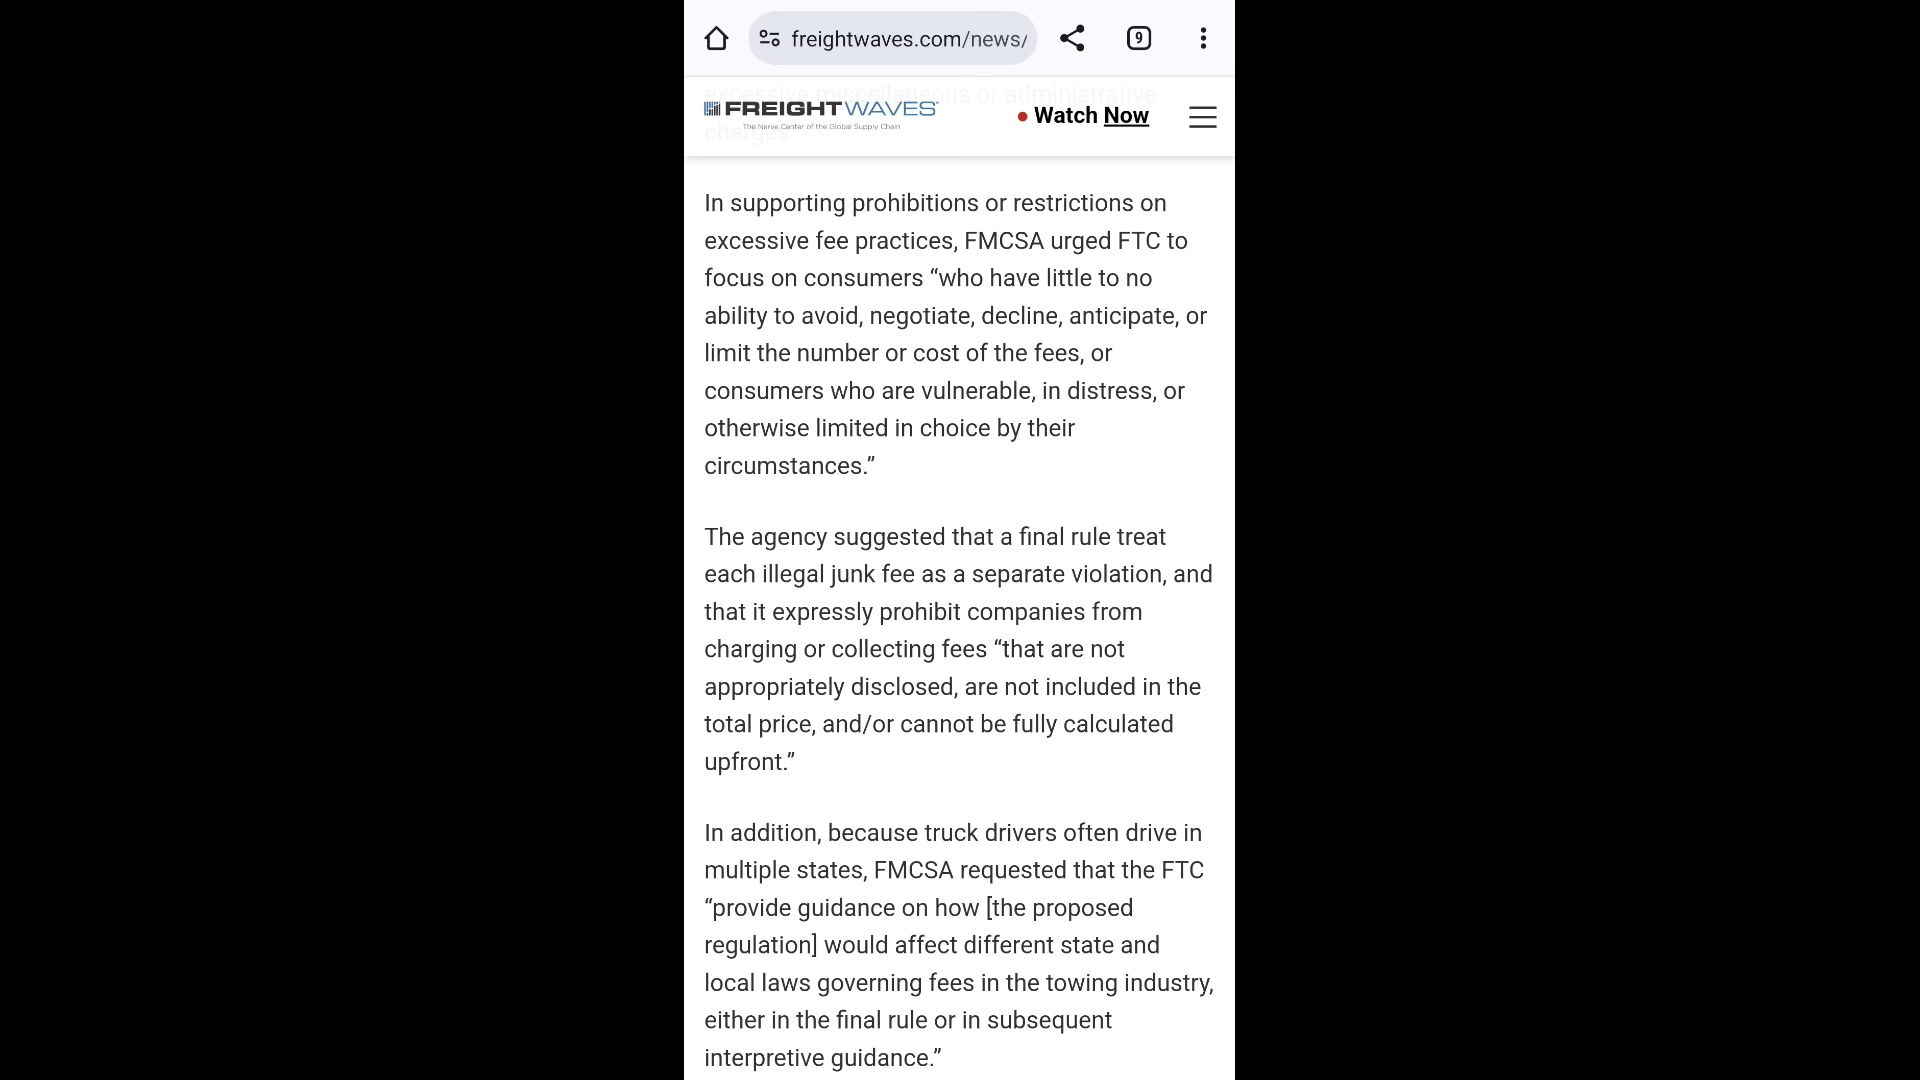 freightwaves.com/news/
9
excessive miscellaneous or administrative
FREIGHTWAVES
Watch Now
The Nerve Center of the Global Supply Chain
charges.
In supporting prohibitions or restrictions on
excessive fee practices, FMCSA urged FTC to
focus on consumers “who have little to no
ability to avoid, negotiate, decline, anticipate, or
limit the number or cost of the fees, or
consumers who are vulnerable, in distress, or
otherwise limited in choice by their
circumstances.”
The agency suggested that a final rule treat
each illegal junk fee as a separate violation, and
that it expressly prohibit companies from
charging or collecting fees “that are not
appropriately disclosed, are not included in the
total price, and/or cannot be fully calculated
upfront.”
In addition, because truck drivers often drive in
multiple states, FMCSA requested that the FTC
“provide guidance on how [the proposed
regulation] would affect different state and
local laws governing fees in the towing industry,
either in the final rule or in subsequent
interpretive guidance.”